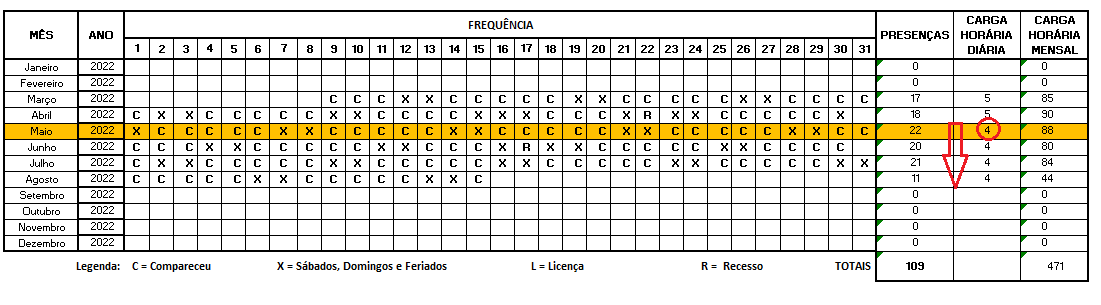 FREQUÊNCIA
MÊS ANO 1 2 3 4 5 6 7 8 9 10 11 12 13 14 15 16 17 18 19 20 21 22 23 24 25 26 27 28 29 30 31 PRESENÇAS CARGA HORÁRIA DIÁRIA CARGA HORÁRIA MENSAL
Janeiro 2022 0 0
Fevereiro 2022 0 0
Março 2022 C C C X X C C C C C X X C C C C C X X C C C C 17 5 85
Abril 2022 C X X C C C C C X X C C C C X X X C C C X R X X C C C C C X 18 5 90
Maio 2022 X C C C C C X X C C C C C X X C C C C C X X C C C C C X X C C 22 4 88
Junho 2022 C C C X X C C C C C X X C C C X R X X C C C C C X X C C C C 20 4 80
Julho 2022 C X X C C C C C X X C C C C C X X C C C C C X X C C C C C X X 21 4 84
Agosto 2022 C C C C C X X C C C C C X X C 11 4 44
Setembro 2022 0 0
Outubro 2022 0 0
Novembro 2022 0 0
Dezembro 2022 0 0
Legenda: C = Compareceu X = Sábados, Domingos e Feriados L = Licença R = Recesso TOTAIS 109 471